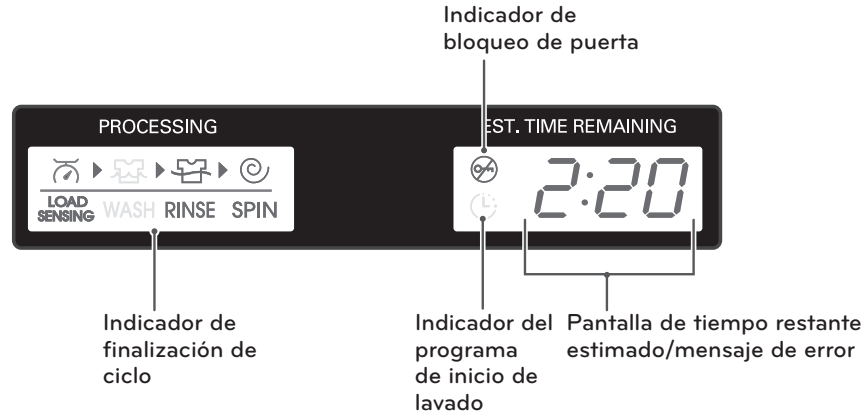 Indicador de
bloqueo de puerta
PROCESSING
EST. TIME REMAINING
LOAD
SENSING
WASH RINSE SPIN
2:20
Indicador de
finalización de
ciclo
Indicador del
programa
de inicio de
lavado
Pantalla de tiempo restante
estimado/mensaje de error